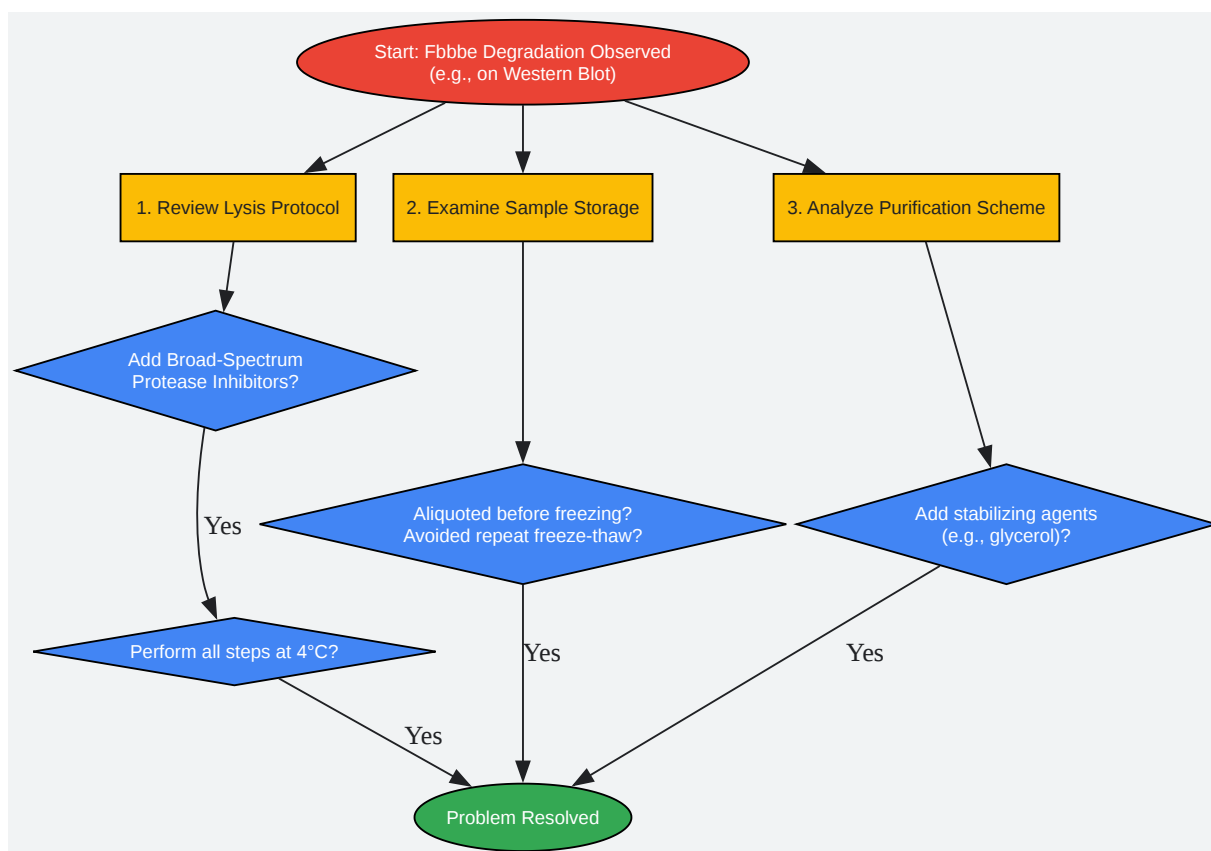 Start: Fbbbe Degradation Observed
(e.g., on Western Blot)
1. Review Lysis Protocol
2. Examine Sample Storage
3. Analyze Purification Scheme
Add Broad-Spectrum
Protease Inhibitors?
Aliquoted before freezing?
Avoided repeat freeze-thaw?
Add stabilizing agents
(e.g., glycerol)?
Yes
Perform all steps at 4°C?
Yes
Yes
Yes
Problem Resolved